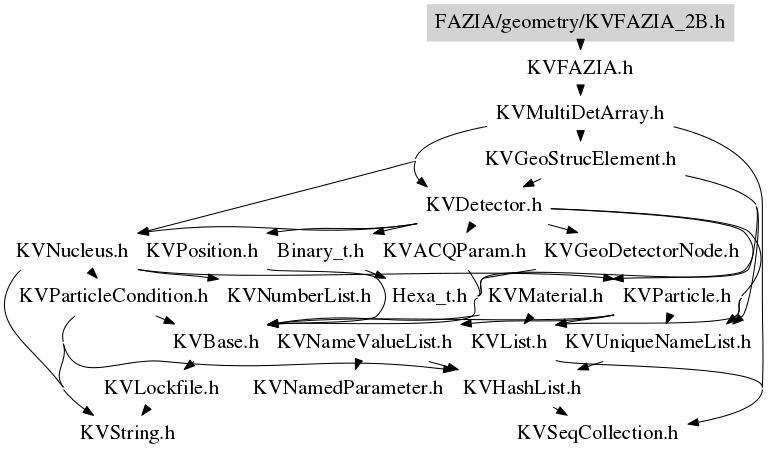 FAZIA/geometry/KVFAZIA_2B.h
KVFAZIA.h
KVMultiDetArray.h
KVGeoStrucElement.h
KVDetector.h
KVNucleus.h KVPosition.h Binary_t.h KVACQParam.h KVGeoDetectorNode.h
KVParticleCondition.h KVNumberList.h Hexa_t.h KVMaterial.h KVParticle.h
KVBase.h KVNameValueList.h KVList.h KVUniqueNameList.h
KVLockfile.h KVNamedParameter.h KVHashList.h
KVString.h KVSeqCollection.h